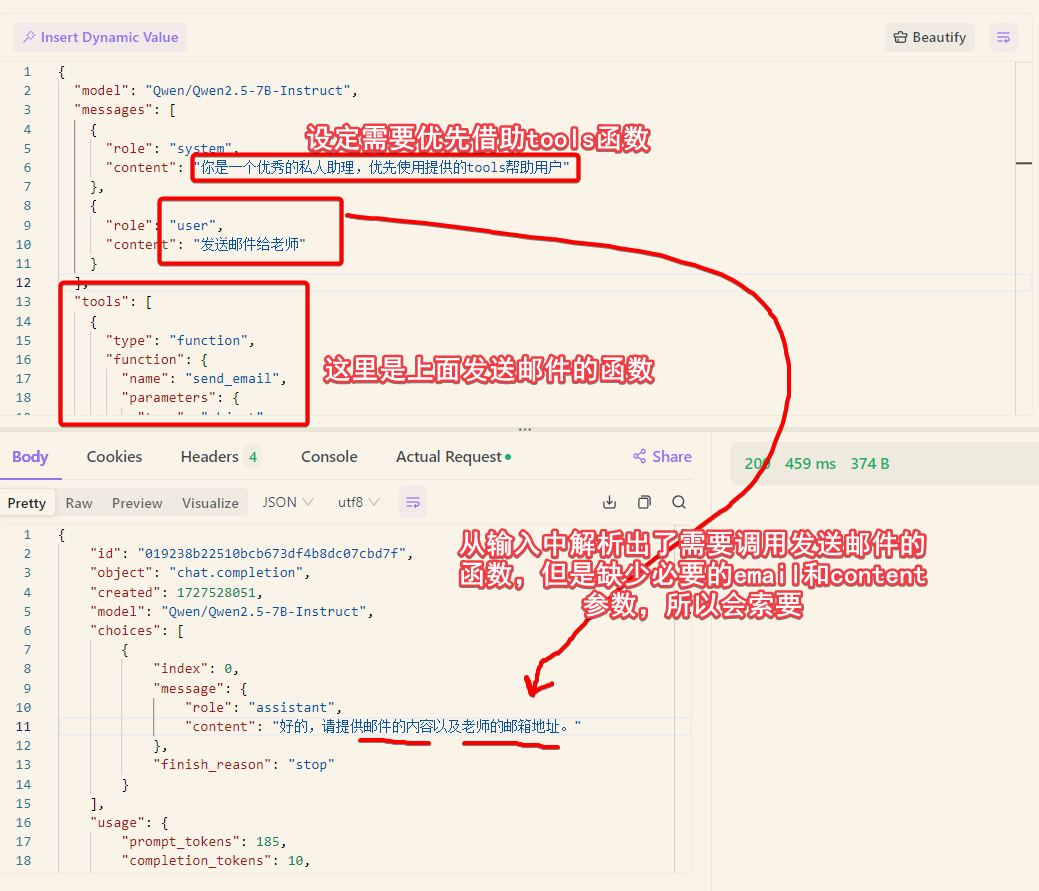 Insert Dynamic Value
Beautify
1 {
2 "model": "Qwen/Qwen2.5-7B-Instruct",
3 "messages": [
4 {
设定需要优先借助tools函数
5 "role": "system",
6 "content": "你是一个优秀的私人助理，优先使用提供的tools帮助用户"
7 },
8 {
9 "role": "user",
10 "content": "发送邮件给老师"
11 }
12 ],
13 "tools": [
14 {
15 "type": "function",
16 "function": {
这里是上面发送邮件的函数
17 "name": "send_email",
18 "parameters": {
Body Cookies Headers 4 Console Actual Request Share
200 459 ms 374 B
Pretty Raw Preview Visualize JSON utf8
1 {
2 "id": "019238b22510bcb673df4b8dc07cbd7f",
3 "object": "chat.completion",
4 "created": 1727528051,
5 "model": "Qwen/Qwen2.5-7B-Instruct",
6 "choices": [
从输入中解析出了需要调用发送邮件的
函数，但是缺少必要的email和content
参数，所以会索要
7 {
8 "index": 0,
9 "message": {
10 "role": "assistant",
11 "content": "好的，请提供邮件的内容以及老师的邮箱地址。"
12 },
13 "finish_reason": "stop"
14 }
15 ],
16 "usage": {
17 "prompt_tokens": 185,
18 "completion_tokens": 10,